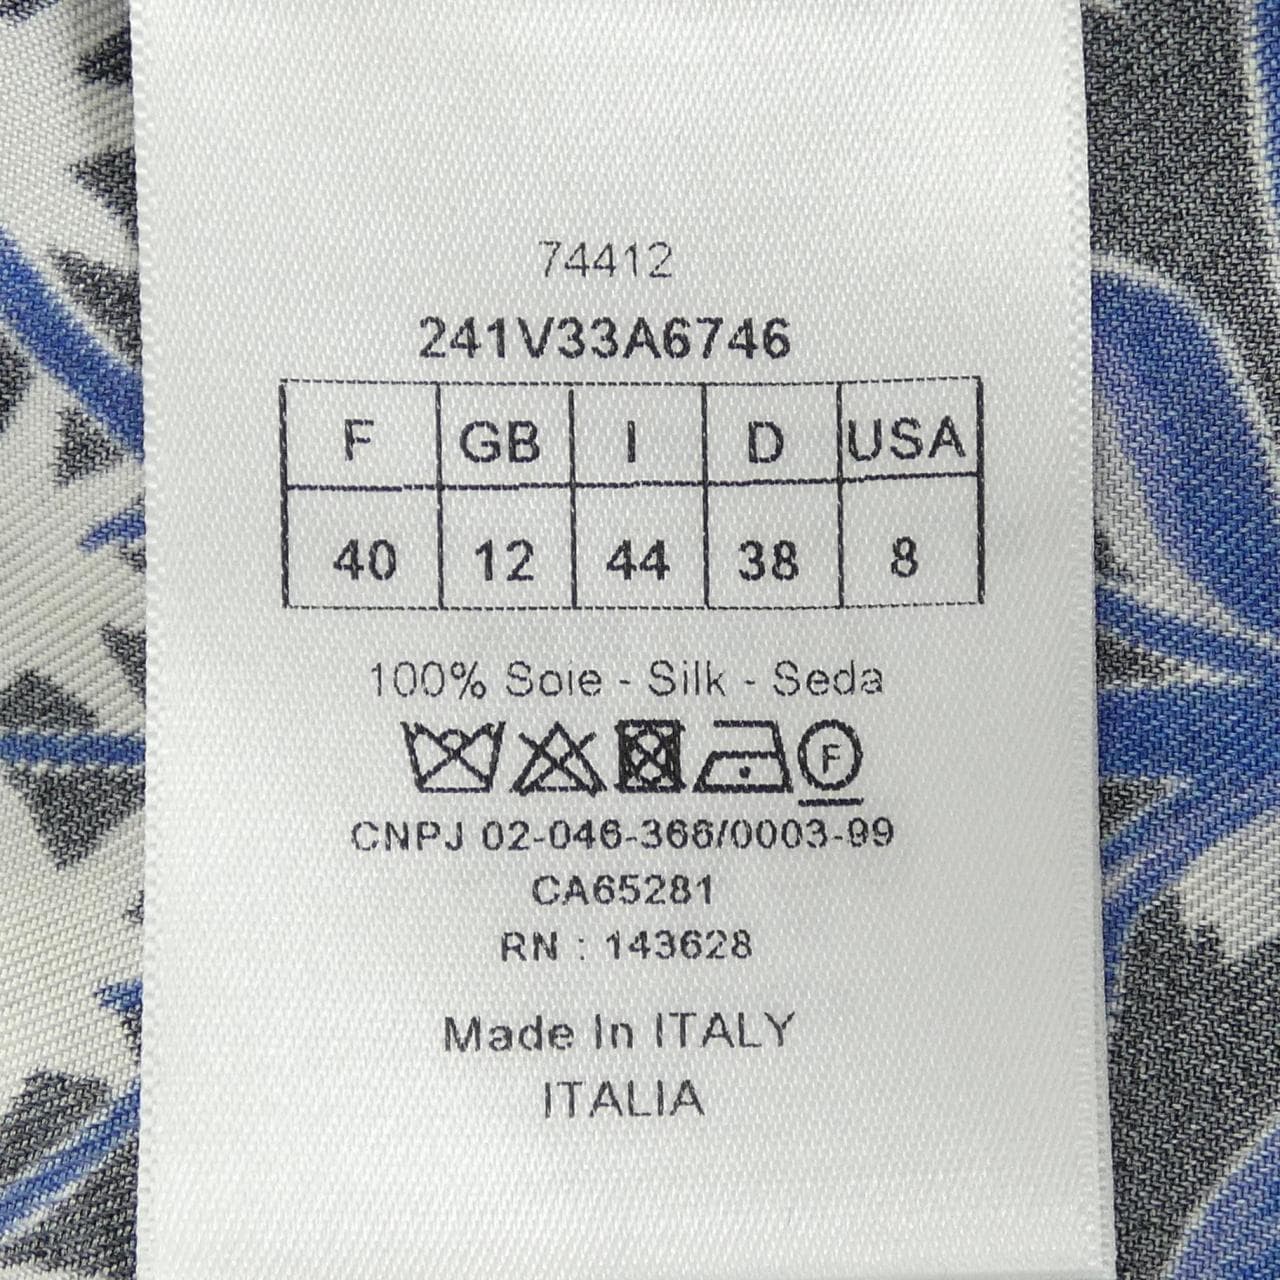 74412
241V33A6746
F GB I D USA
40 12 44 38 8
100% Soie - Silk - Seda
F
CNPJ 02-046-366/0003-99
CA65281
RN : 143628
Made In ITALY
ITALIA